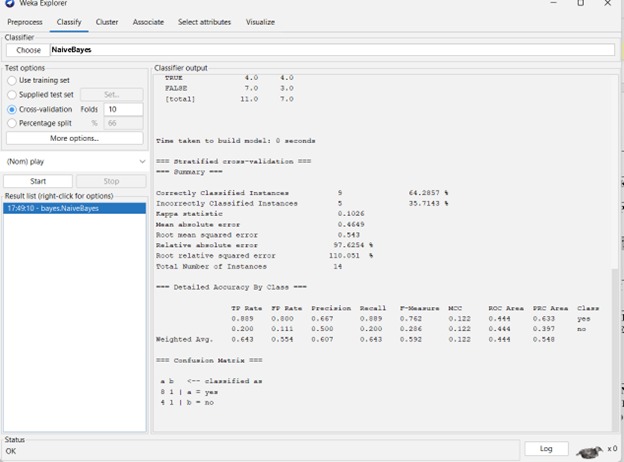 Weka Explorer
Preprocess Classify Cluster Associate Select attributes Visualize
Classifier
Choose NaiveBayes
Test options
Use training set
Supplied test set Set...
Cross-validation Folds 10
Percentage split % 66
More options...
(Nom) play
Start Stop
Result list (right-click for options)
17:49:10 - bayes.NaiveBayes
Classifier output
TRUE 4.0 4.0
FALSE 7.0 3.0
[total] 11.0 7.0
Time taken to build model: 0 seconds
=== Stratified cross-validation ===
=== Summary ===
Correctly Classified Instances 9 64.2857 %
Incorrectly Classified Instances 5 35.7143 %
Kappa statistic 0.1026
Mean absolute error 0.4649
Root mean squared error 0.543
Relative absolute error 97.6254 %
Root relative squared error 110.051 %
Total Number of Instances 14
=== Detailed Accuracy By Class ===
TP Rate FP Rate Precision Recall F-Measure MCC ROC Area PRC Area Class
0.889 0.800 0.667 0.889 0.762 0.122 0.444 0.633 yes
0.200 0.111 0.500 0.200 0.286 0.122 0.444 0.397 no
Weighted Avg. 0.643 0.554 0.607 0.643 0.592 0.122 0.444 0.548
=== Confusion Matrix ===
a b <-- classified as
8 1 | a = yes
4 1 | b = no
Status
OK
Log x 0